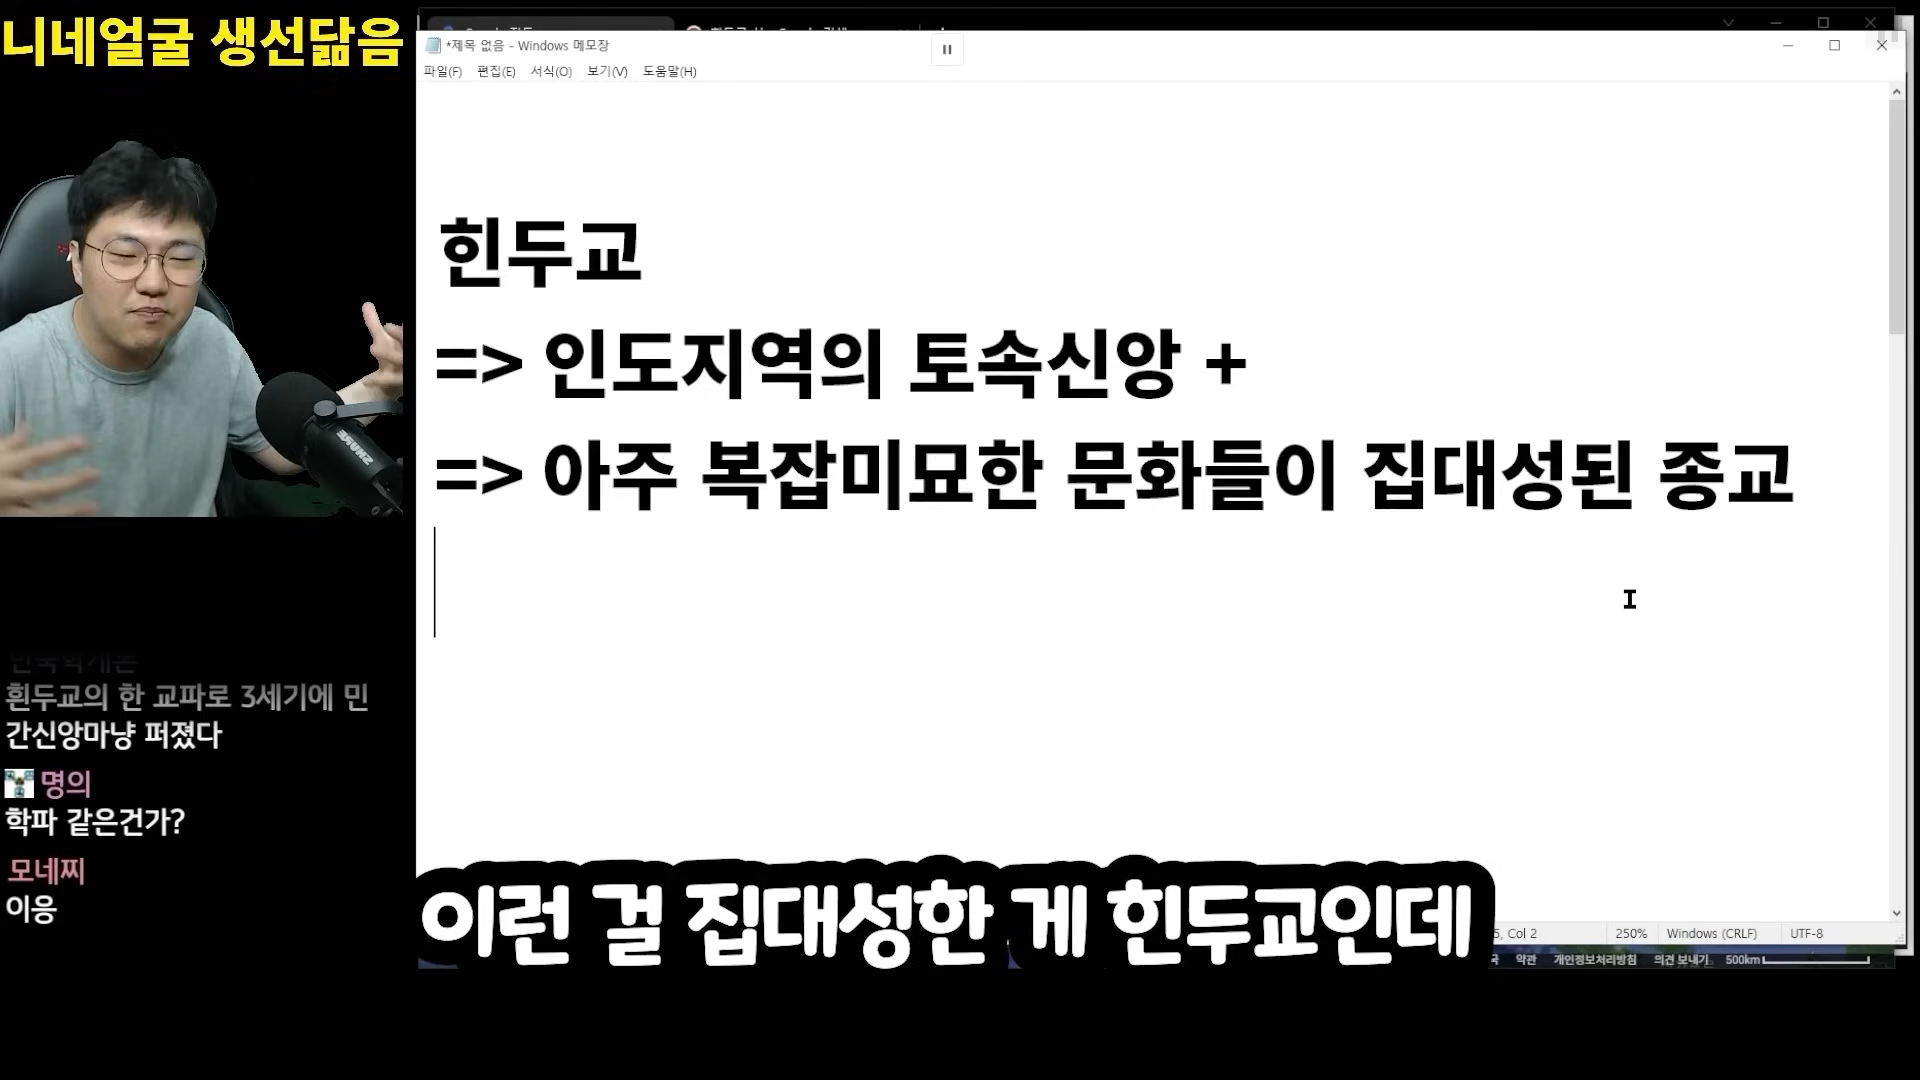 니네얼굴 생선닮음
*제목 없음 - Windows 메모장
파일(F) 편집(E) 서식(O) 보기(V) 도움말(H)
힌두교
=> 인도지역의 토속신앙 +
=> 아주 복잡미묘한 문화들이 집대성된 종교
흰두교의 한 교파로 3세기에 민
간신앙마냥 퍼졌다
명의
학파 같은건가?
모네찌
이응
SHURE
이런 걸 집대성한 게 힌두교인데
5, Col 2 250% Windows (CRLF) UTF-8
약관 개인정보처리방침 의견 보내기 500km